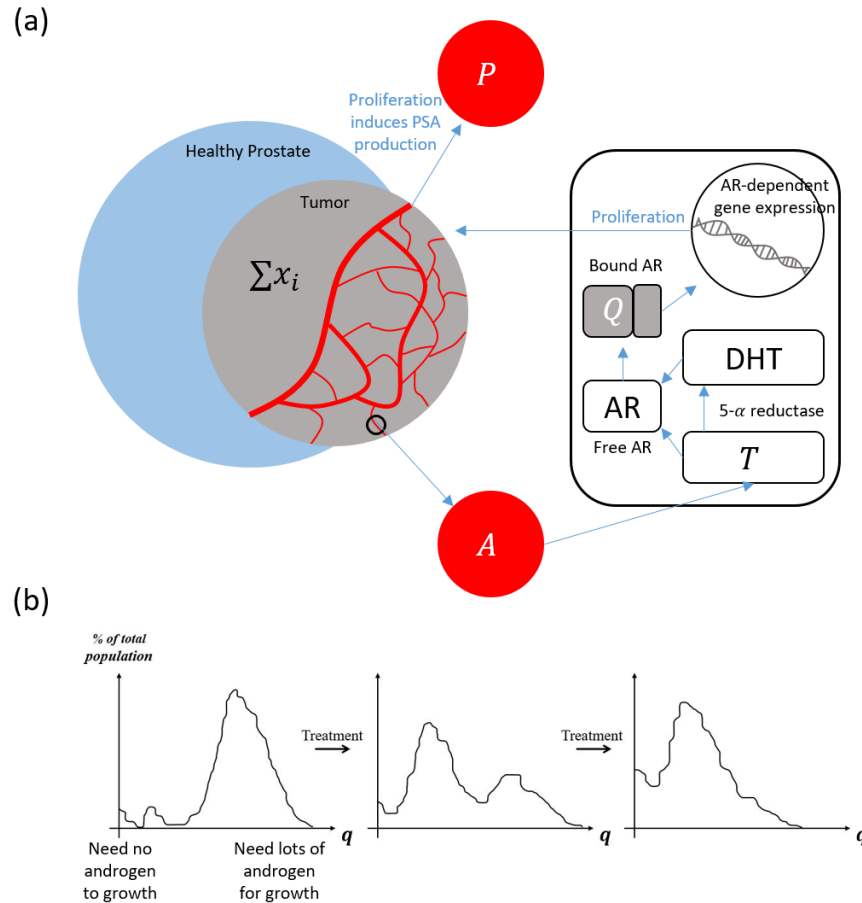 (a)
P
Proliferation
induces PSA
production
Healthy Prostate
Tumor
∑x_i
AR-dependent
gene expression
Proliferation
Bound AR
Q
DHT
AR
5-α reductase
Free AR
T
A
(b)
% of total
population
Treatment
Treatment
q
q
q
Need no
androgen
to growth
Need lots of
androgen
for growth